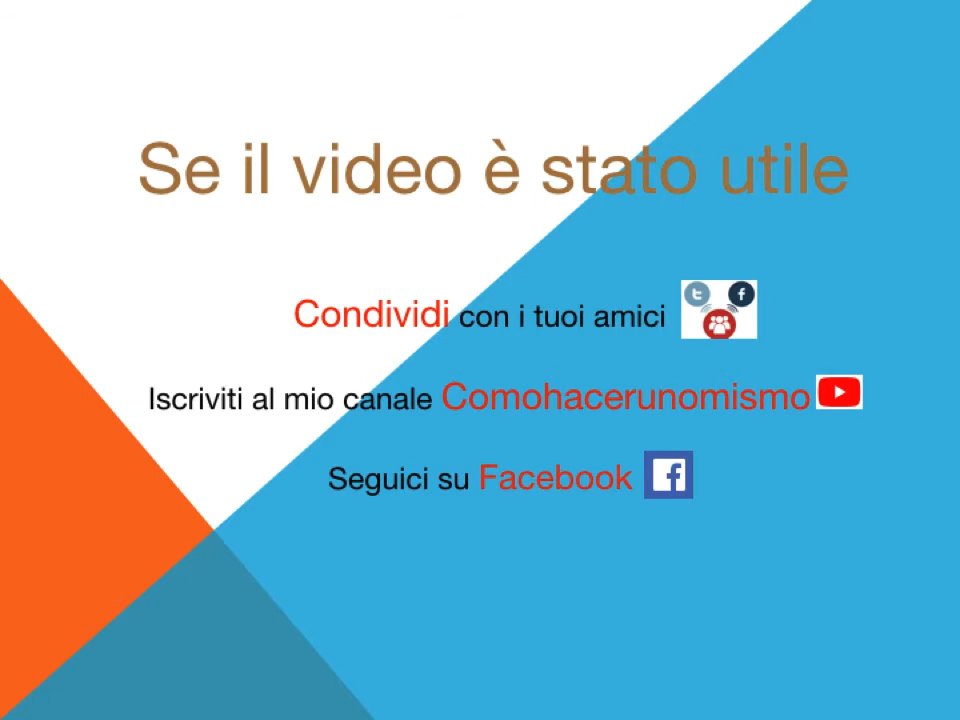 Se il video è stato utile
Condividi con i tuoi amici
Iscriviti al mio canale Comohacerunomismo
Seguici su Facebook